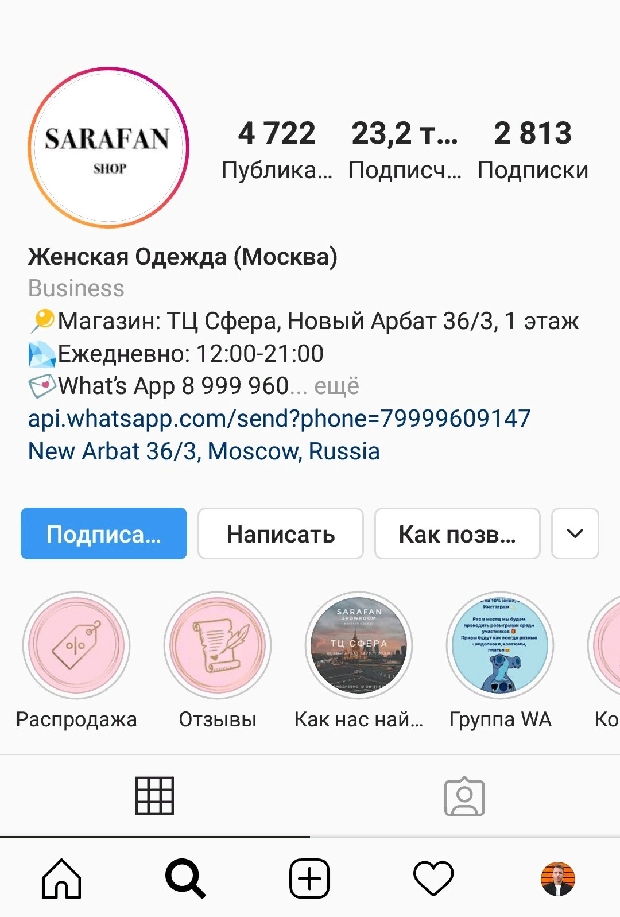 SARAFAN
SHOP
4 722
23,2 т...
2 813
Публика...
Подписч...
Подписки
Женская Одежда (Москва)
Business
Магазин: ТЦ Сфера, Новый Арбат 36/3, 1 этаж
Ежедневно: 12:00-21:00
What's App 8 999 960... ещё
api.whatsapp.com/send?phone=79999609147
New Arbat 36/3, Moscow, Russia
Подписа...
Написать
Как позв...
SARAFAN
ТЦ СФЕРА
Распродажа
Отзывы
Как нас най...
Группа WA
Ко